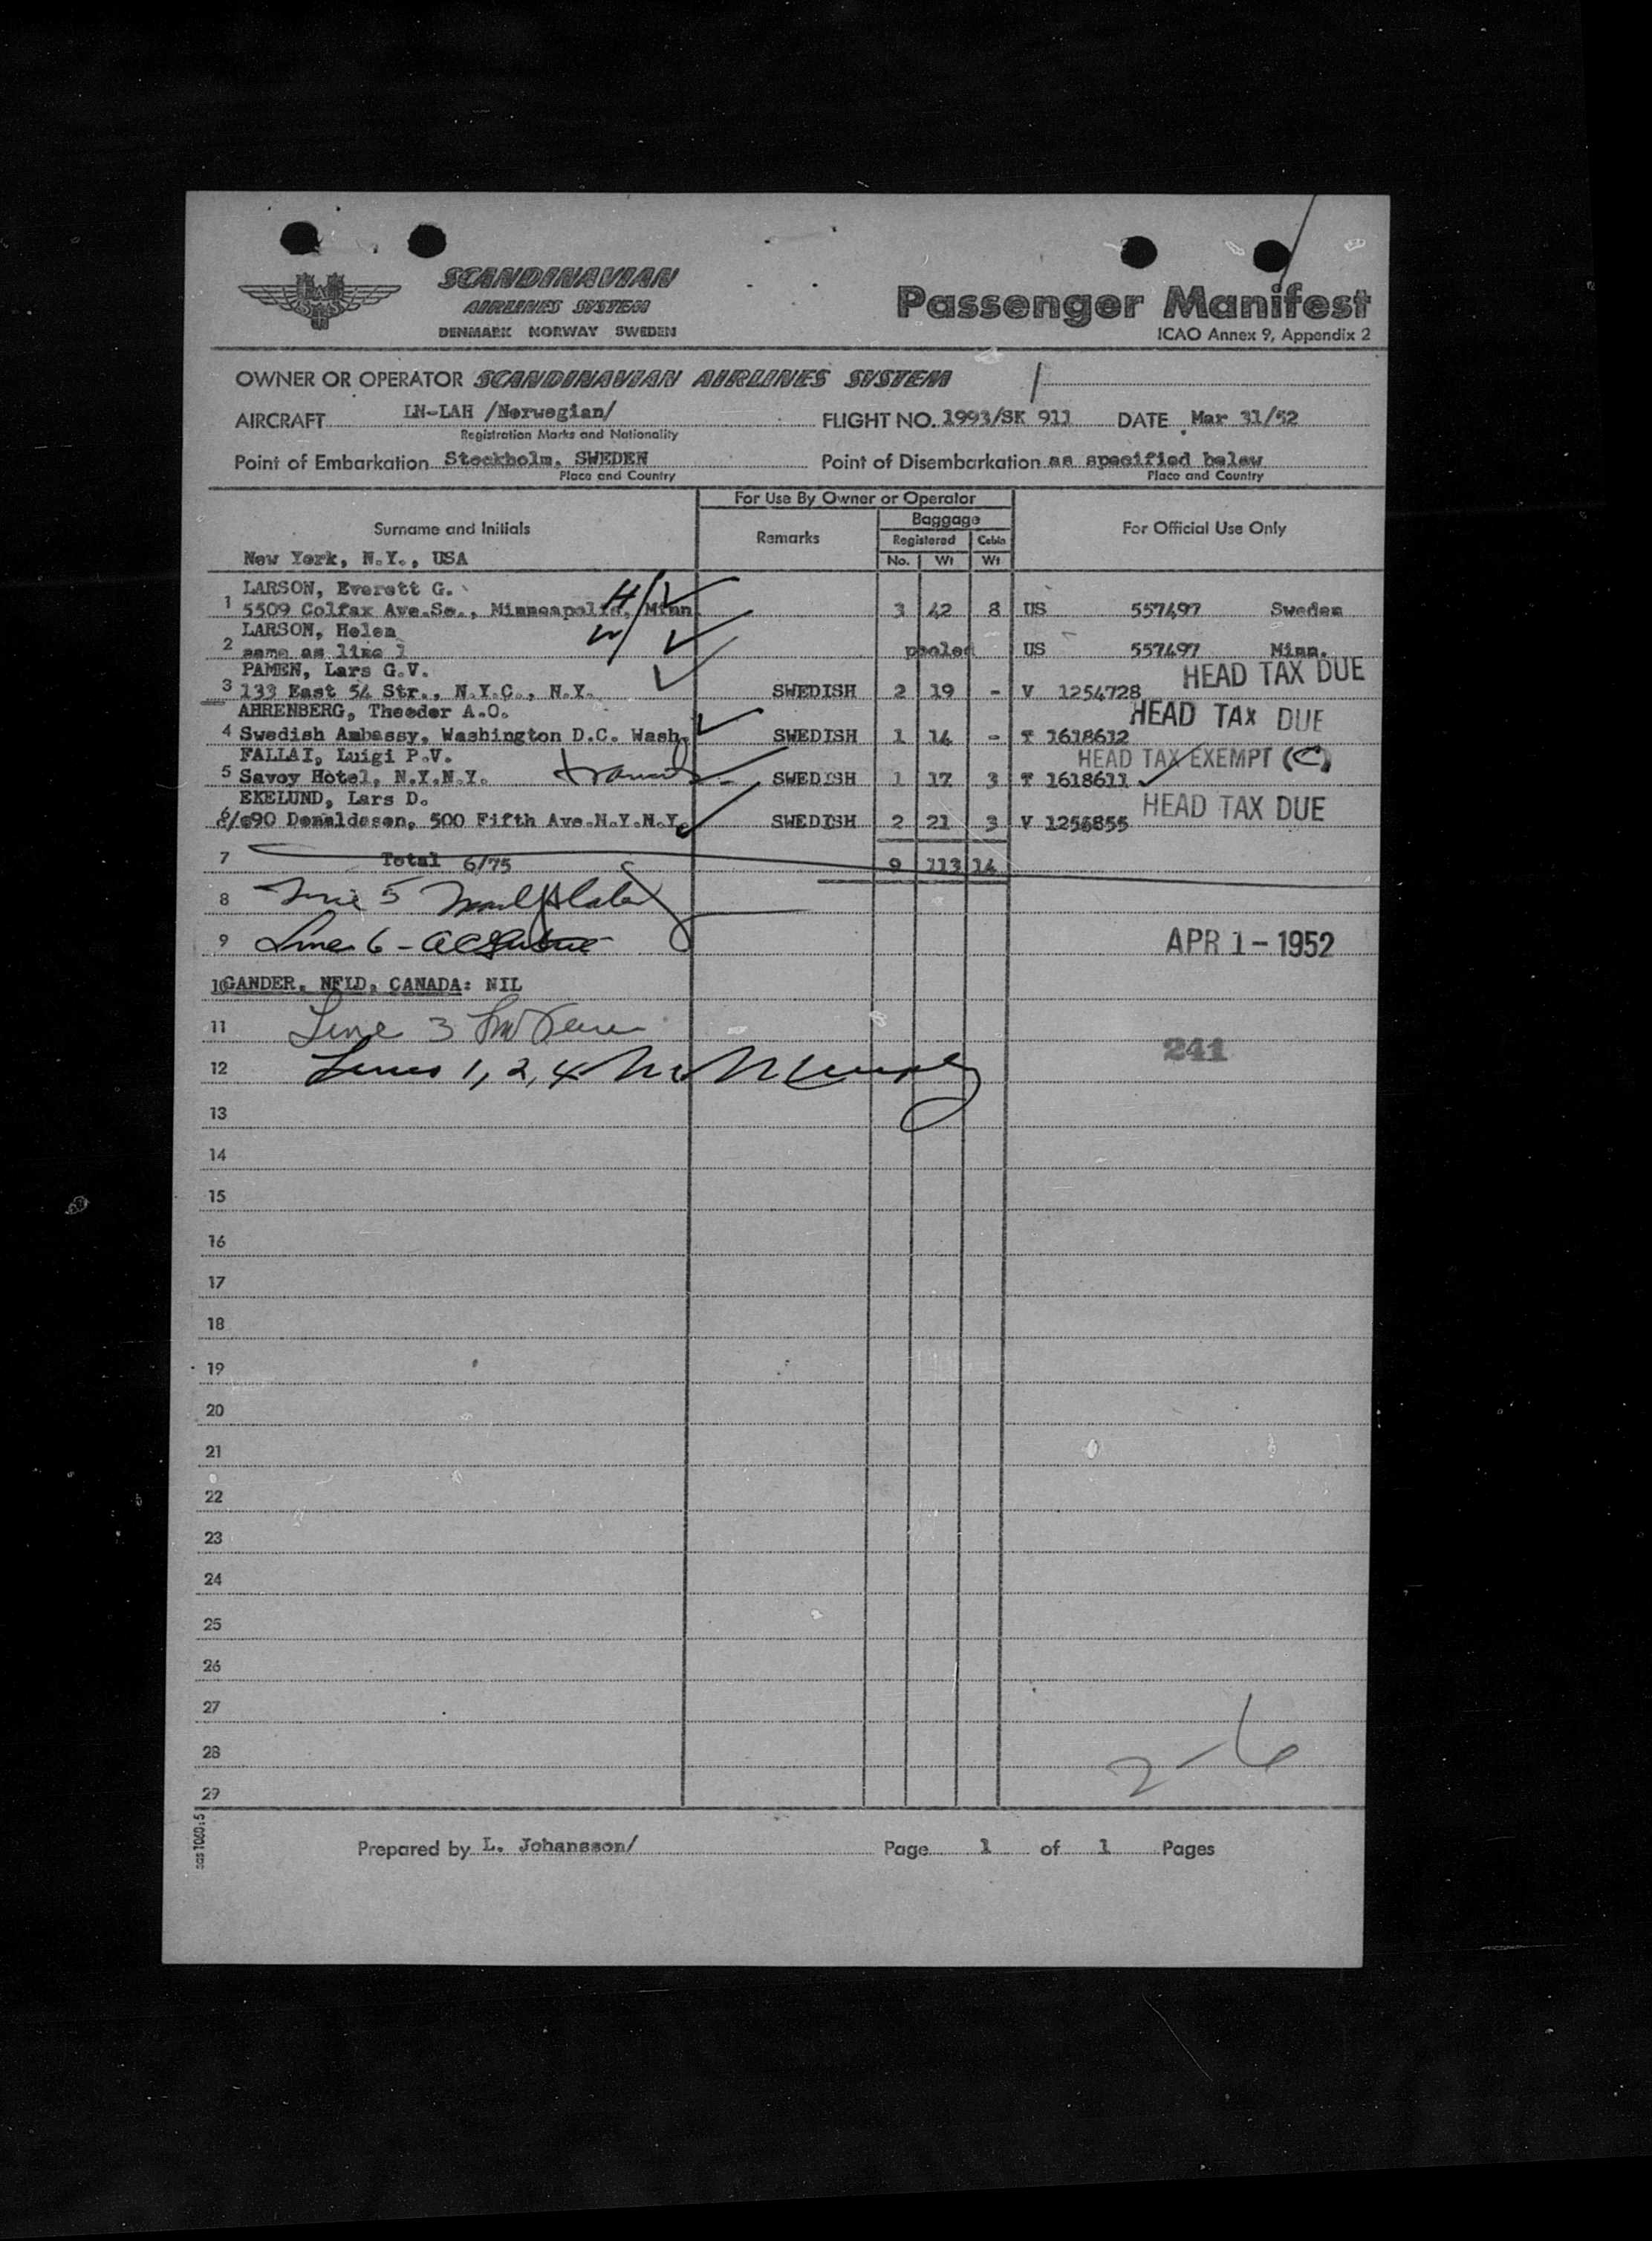 SCANDINAVIAN
AIRLINES SYSTEM
DENMARK NORWAY SWEDEN
Passenger Manifest
ICAO Annex 9, Appendix 2
OWNER OR OPERATOR SCANDINAVIAN AIRLINES SYSTEM
AIRCRAFT LN-LAH /Norwegian/ FLIGHT NO. 1993/SK 911 DATE Mar 31/52
Registration Marks and Nationality
Point of Embarkation Stockholm, SWEDEN Point of Disembarkation as specified below
Place and Country Place and Country
For Use By Owner or Operator
Surname and Initials Remarks Baggage For Official Use Only
Registered Cabin
New York, N.Y., USA No. Wt Wt
LARSON, Everett G.
1 5509 Colfax Ave.So., Minneapolis, Minn. H/ 3 42 8 US 557497 Sweden
LARSON, Helen
2 same as line 1 W/ pooled US 557497 Minn.
PAMEN, Lars G.V. HEAD TAX DUE
3 133 East 54 Str., N.Y.C., N.Y. SWEDISH 2 19 - V 1254728
AHRENBERG, Theodor A.O. HEAD TAX DUE
4 Swedish Ambassy, Washington D.C. Wash. SWEDISH 1 14 - T 1618612
FALLAI, Luigi P.V. HEAD TAX EXEMPT (C)
5 Savoy Hotel, N.Y.N.Y. transit - SWEDISH 1 17 3 T 1618611
EKELUND, Lars D. HEAD TAX DUE
6 c/o90 Donaldsson, 500 Fifth Ave.N.Y.N.Y. SWEDISH 2 21 3 V 1256855
7 Total 6/75 9 113 14
8 Line 5
9 Line 6 - APR 1 - 1952
10 GANDER, NFLD, CANADA: NIL
11 Line 3
241
12 Lines 1, 2, 4
13
14
15
16
17
18
19
20
21
22
23
24
25
26
27
28 2-6
29
sas 1060:5
Prepared by L. Johansson/ Page 1 of 1 Pages